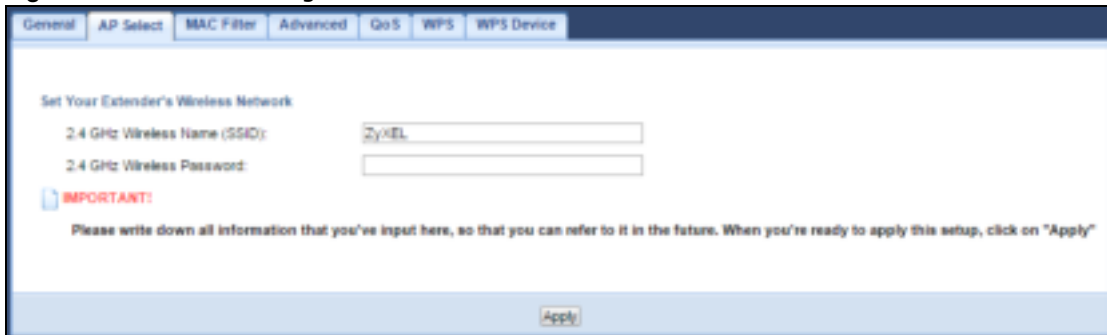 General AP Select MAC Filter Advanced QoS WPS WPS Device
Set Your Extender's Wireless Network
2.4 GHz Wireless Name (SSID): ZyXEL
2.4 GHz Wireless Password:
IMPORTANT!
Please write down all information that you've input here, so that you can refer to it in the future. When you're ready to apply this setup, click on "Apply"
Apply